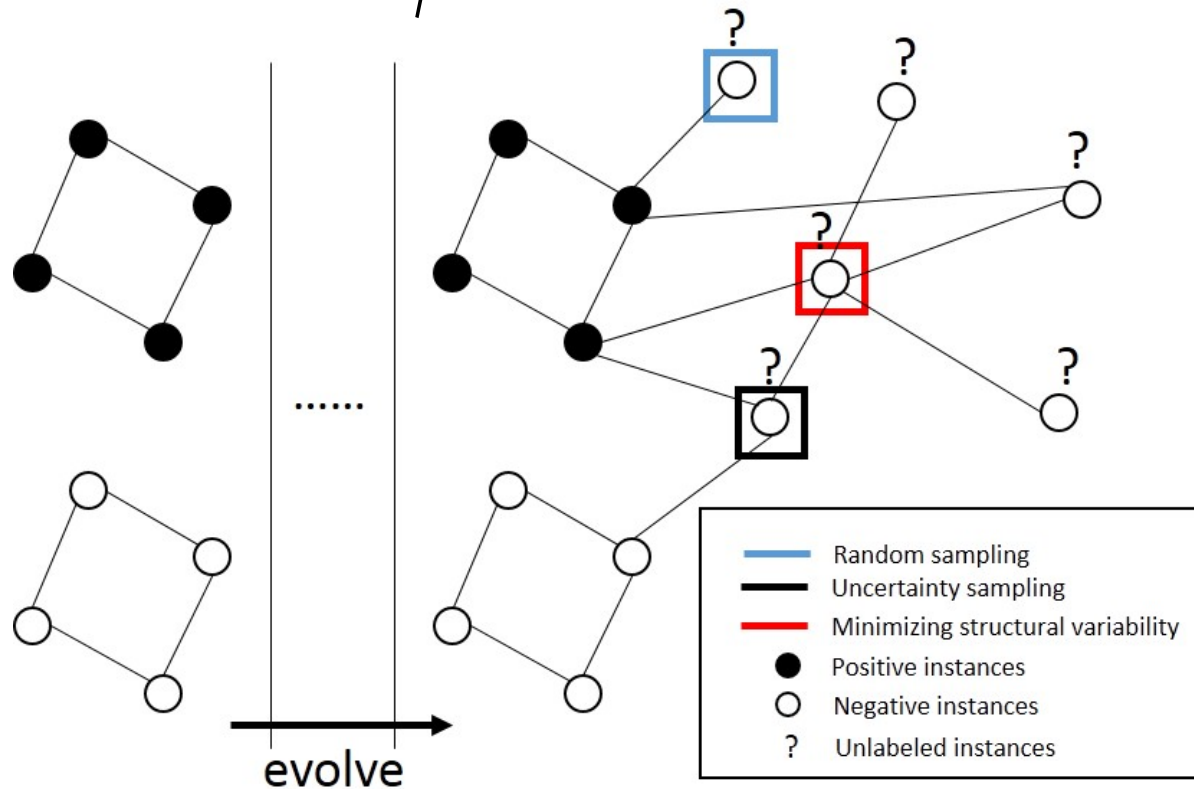 ?
?
?
?
?
?
......
Random sampling
Uncertainty sampling
Minimizing structural variability
Positive instances
Negative instances
? Unlabeled instances
evolve